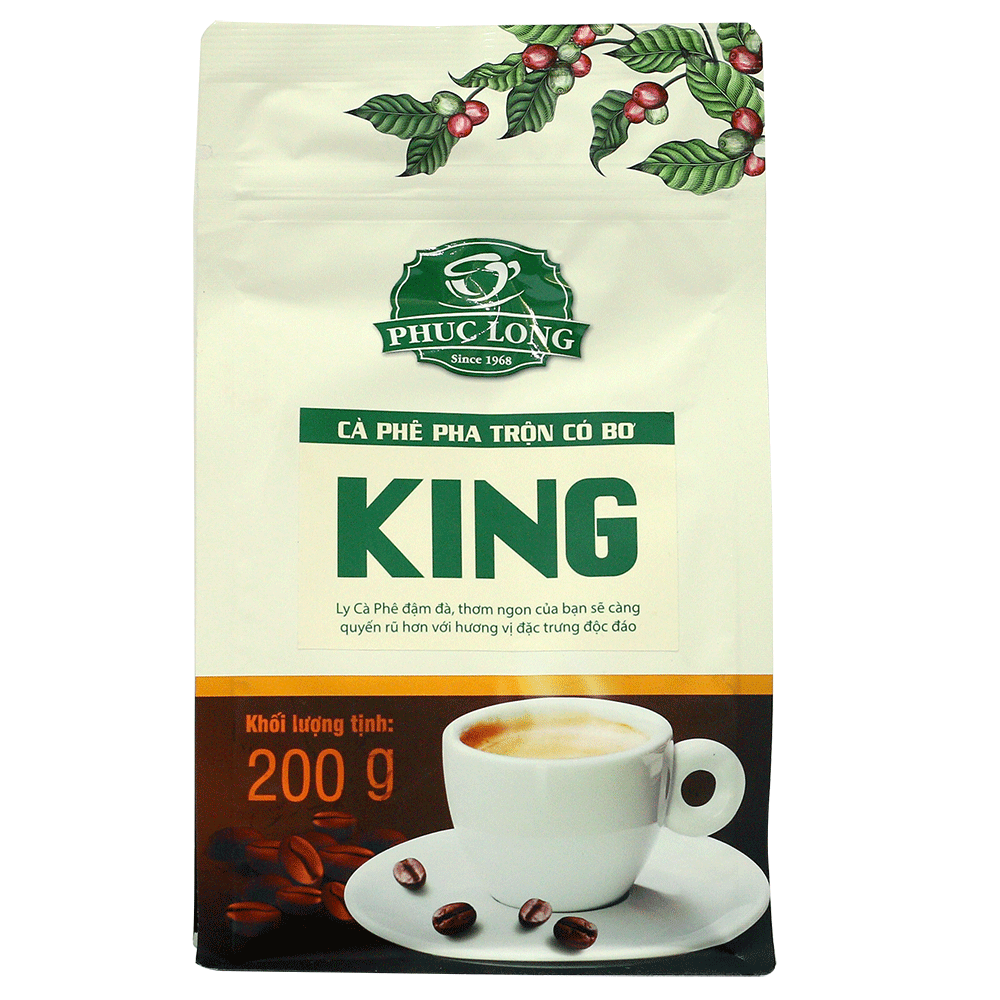 PHUC LONG
Since 1968
CÀ PHÊ PHA TRỘN CÓ BƠ
KING
Ly Cà Phê đậm đà, thơm ngon của bạn sẽ càng
quyến rũ hơn với hương vị đặc trưng độc đáo
Khối lượng tịnh:
200 g